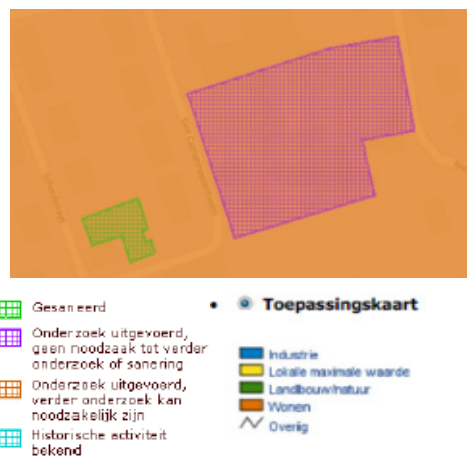 Gesaneerd
Onderzoek uitgevoerd,
geen noodzaak tot verder
onderzoek of sanering
Onderzoek uitgevoerd,
verder onderzoek kan
noodzakelijk zijn
Historische activiteit
bekend
Toepassingskaart
Industrie
Lokale maximale waarde
Landbouw/natuur
Wonen
Overig